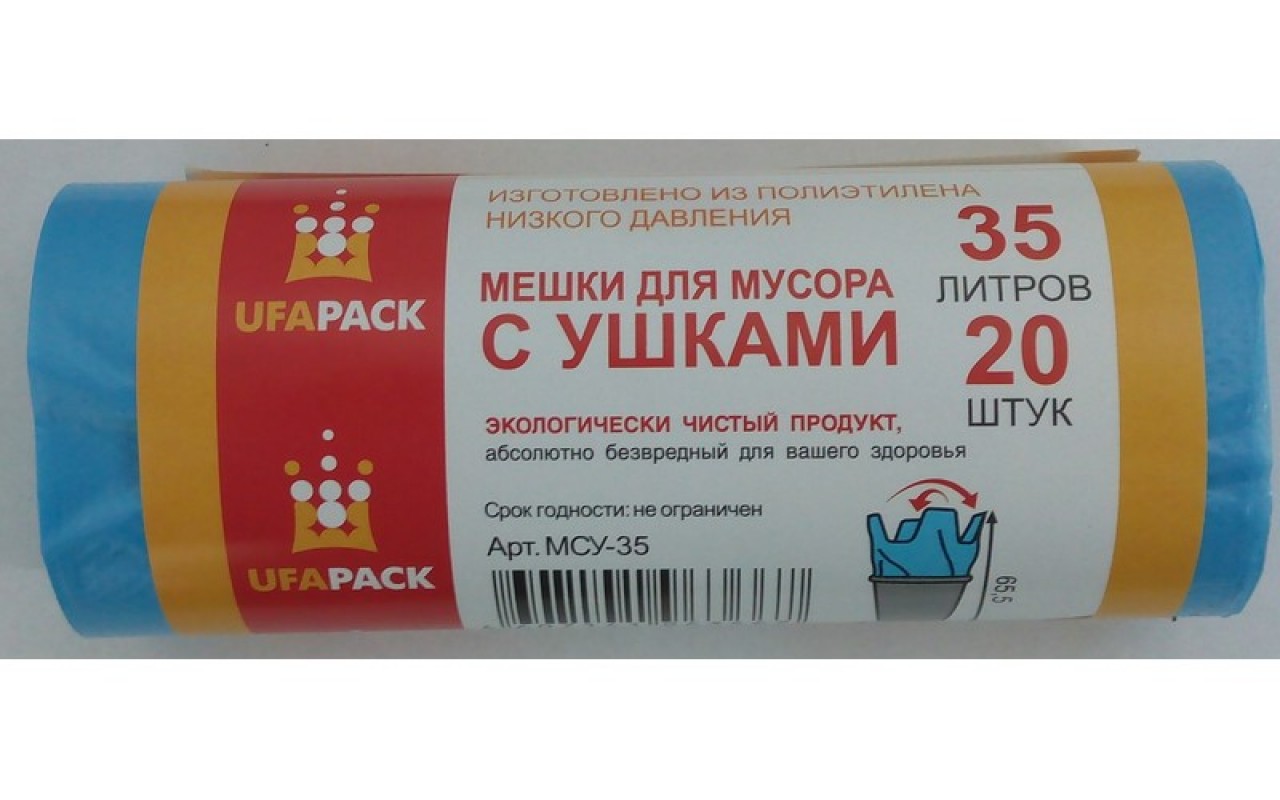 UFAPACK
UFAPACK
ИЗГОТОВЛЕНО ИЗ ПОЛИЭТИЛЕНА
НИЗКОГО ДАВЛЕНИЯ
МЕШКИ ДЛЯ МУСОРА
С УШКАМИ
35
ЛИТРОВ
20
ШТУК
ЭКОЛОГИЧЕСКИ ЧИСТЫЙ ПРОДУКТ,
абсолютно безвредный для вашего здоровья
Срок годности: не ограничен
Арт. МСУ-35
65,5